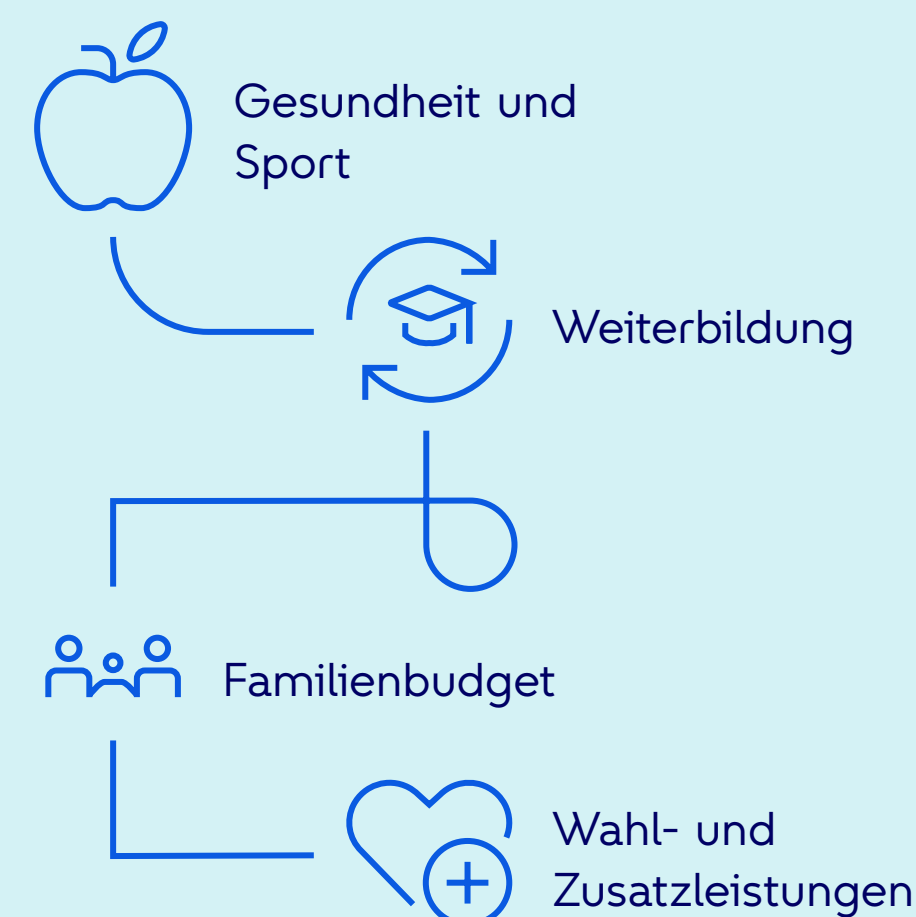 Gesundheit und
Sport
Weiterbildung
Familienbudget
Wahl- und
Zusatzleistungen